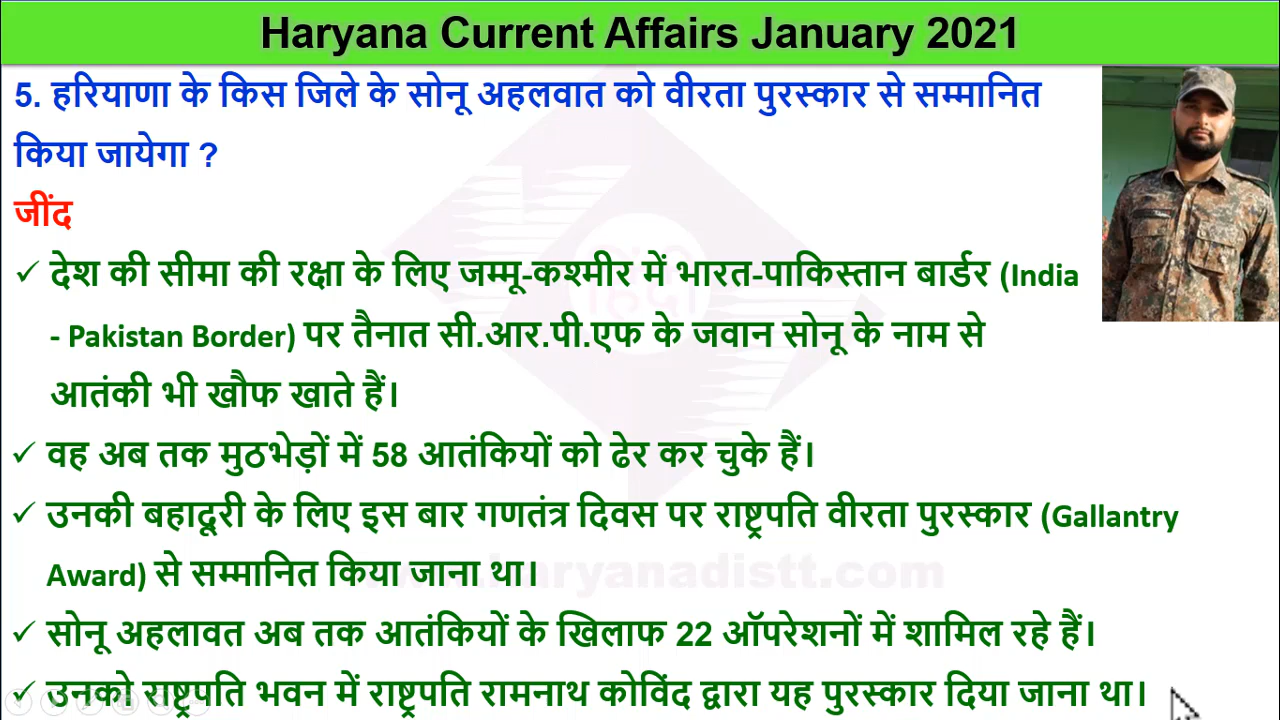 Haryana Current Affairs January 2021
5. हरियाणा के किस जिले के सोनू अहलवात को वीरता पुरस्कार से सम्मानित
किया जायेगा ?
जींद
✓ देश की सीमा की रक्षा के लिए जम्मू-कश्मीर में भारत-पाकिस्तान बार्डर (India
- Pakistan Border) पर तैनात सी.आर.पी.एफ के जवान सोनू के नाम से
आतंकी भी खौफ खाते हैं।
✓ वह अब तक मुठभेड़ों में 58 आतंकियों को ढेर कर चुके हैं।
✓ उनकी बहादूरी के लिए इस बार गणतंत्र दिवस पर राष्ट्रपति वीरता पुरस्कार (Gallantry
Award) से सम्मानित किया जाना था।
✓ सोनू अहलावत अब तक आतंकियों के खिलाफ 22 ऑपरेशनों में शामिल रहे हैं।
✓ उनको राष्ट्रपति भवन में राष्ट्रपति रामनाथ कोविंद द्वारा यह पुरस्कार दिया जाना था।